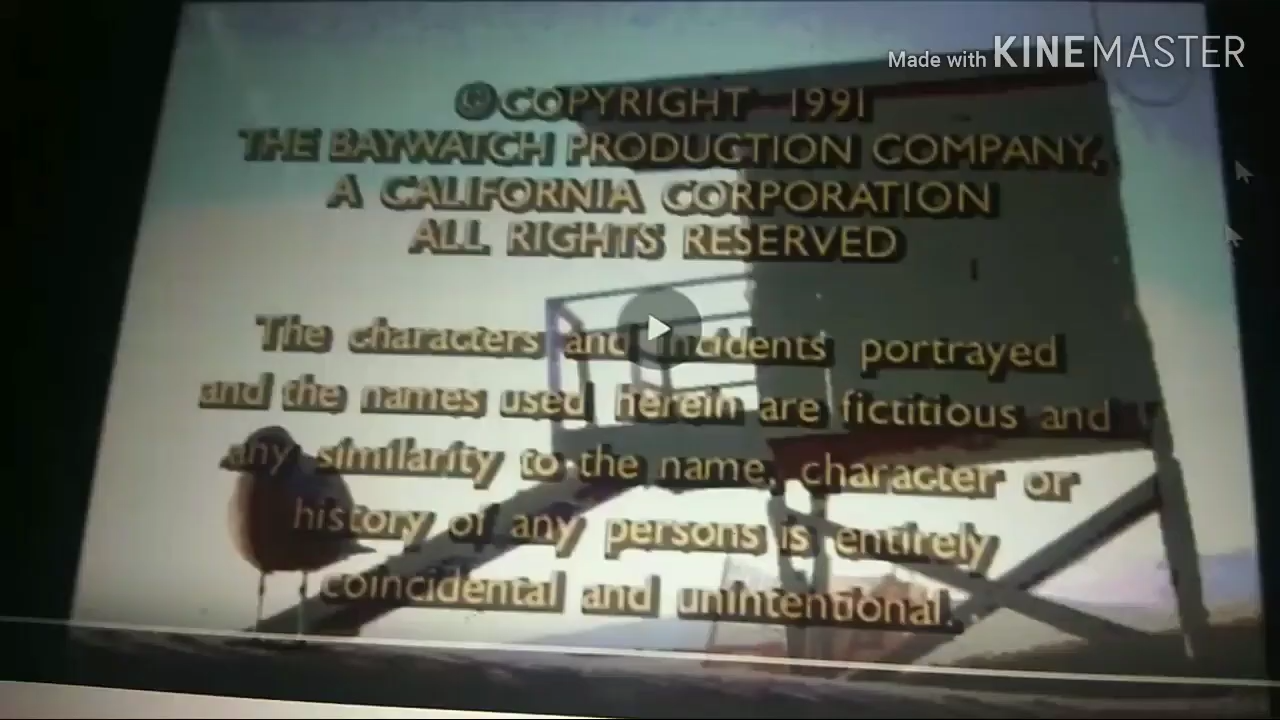 Made with KINEMASTER
© COPYRIGHT 1991
THE BAYWATCH PRODUCTION COMPANY,
A CALIFORNIA CORPORATION
ALL RIGHTS RESERVED
The characters and incidents portrayed
and the names used herein are fictitious and
any similarity to the name, character or
history of any persons is entirely
coincidental and unintentional.